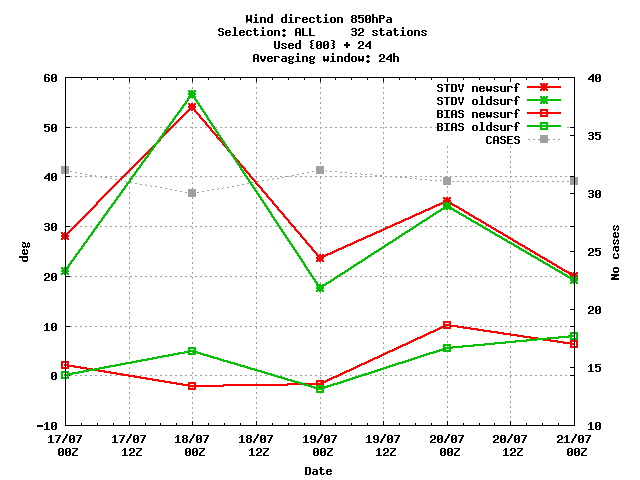 Wind direction 850hPa
Selection: ALL     32 stations
Used {00} + 24
Averaging window: 24h
STDV newsurf
STDV oldsurf
BIAS newsurf
BIAS oldsurf
CASES
60
50
40
30
20
10
0
-10
deg
40
35
30
25
20
15
10
No cases
17/07 17/07 18/07 18/07 19/07 19/07 20/07 20/07 21/07
00Z 12Z 00Z 12Z 00Z 12Z 00Z 12Z 00Z
Date